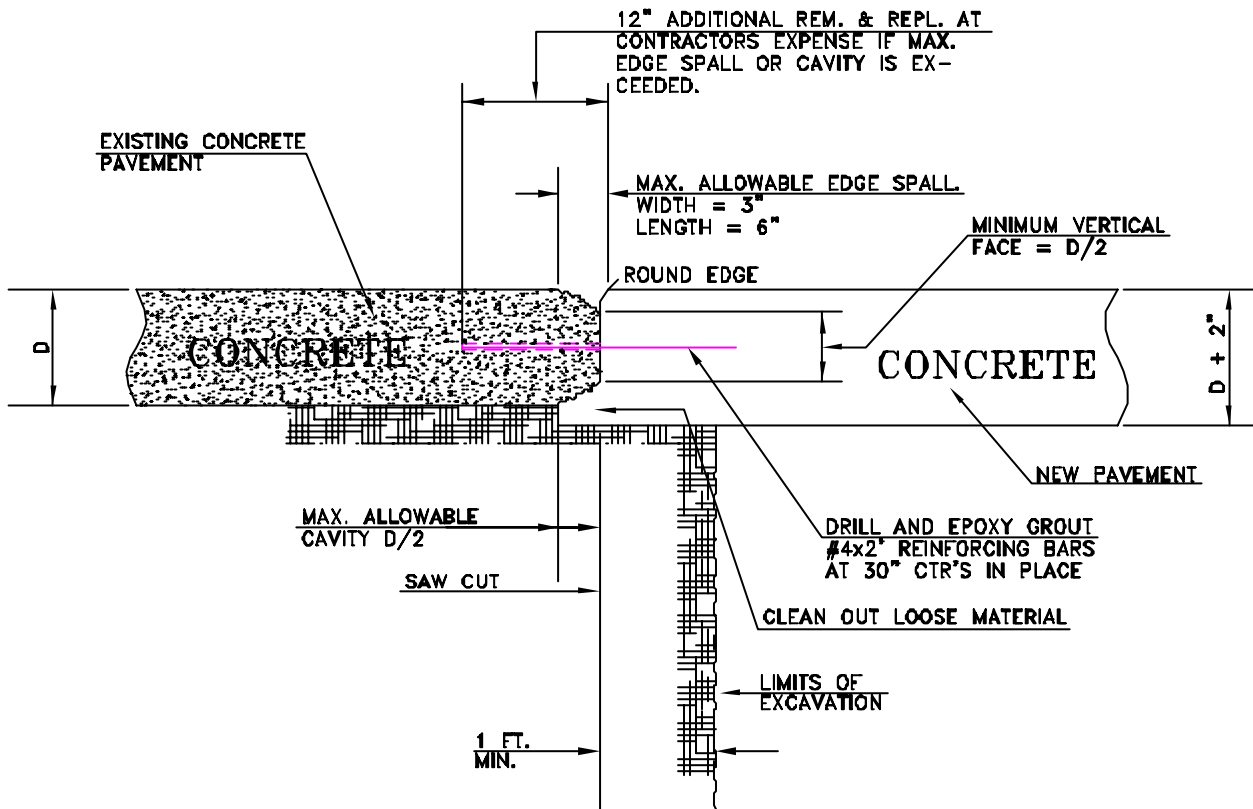 12" ADDITIONAL REM. & REPL. AT
CONTRACTORS EXPENSE IF MAX.
EDGE SPALL OR CAVITY IS EX-
CEEDED.
EXISTING CONCRETE
PAVEMENT
MAX. ALLOWABLE EDGE SPALL.
WIDTH = 3"
LENGTH = 6"
MINIMUM VERTICAL
FACE = D/2
ROUND EDGE
D
CONCRETE
CONCRETE
D + 2"
NEW PAVEMENT
MAX. ALLOWABLE
CAVITY D/2
DRILL AND EPOXY GROUT
#4x2' REINFORCING BARS
AT 30" CTR'S IN PLACE
SAW CUT
CLEAN OUT LOOSE MATERIAL
LIMITS OF
EXCAVATION
1 FT.
MIN.